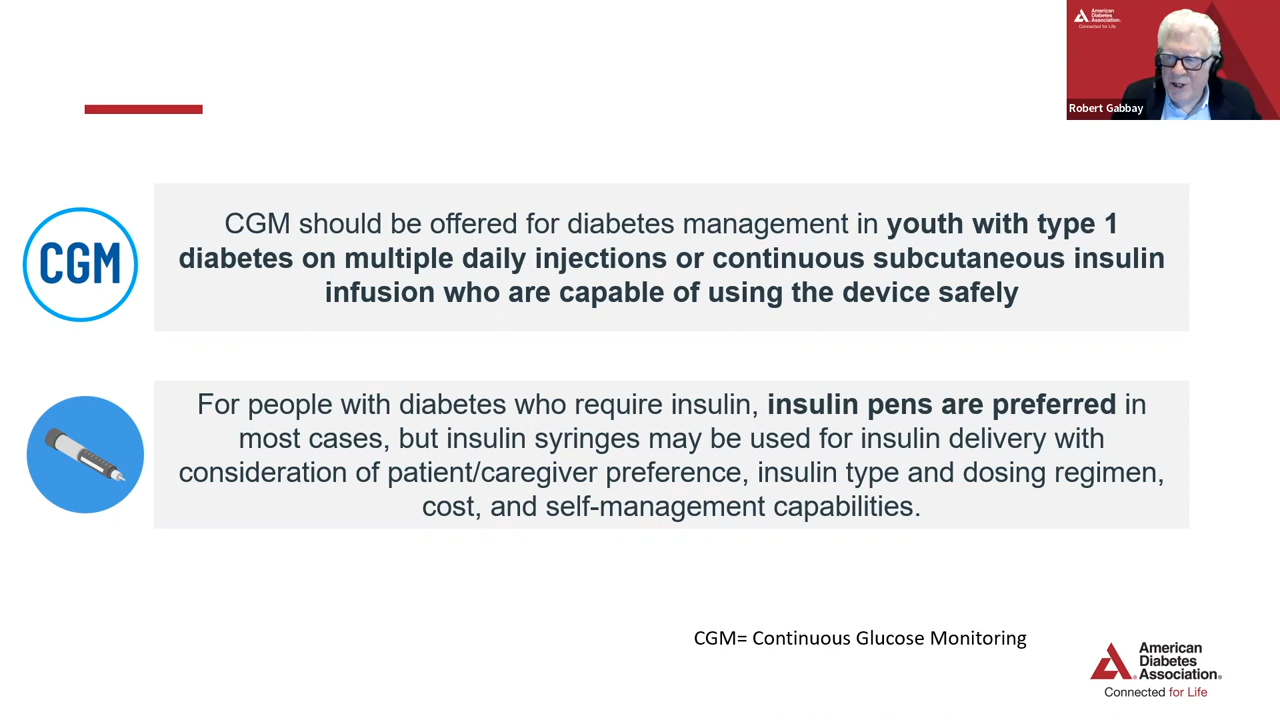 American
Diabetes
Association.
Connected for Life
Robert Gabbay
CGM
CGM should be offered for diabetes management in youth with type 1
diabetes on multiple daily injections or continuous subcutaneous insulin
infusion who are capable of using the device safely
For people with diabetes who require insulin, insulin pens are preferred in
most cases, but insulin syringes may be used for insulin delivery with
consideration of patient/caregiver preference, insulin type and dosing regimen,
cost, and self-management capabilities.
CGM= Continuous Glucose Monitoring
American
Diabetes
Association®
Connected for Life